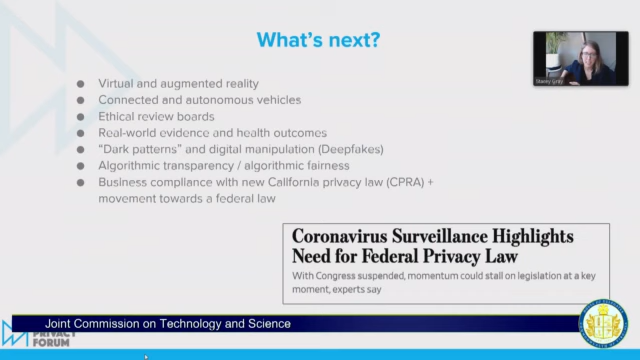 What's next?
Stacey Gray
● Virtual and augmented reality
● Connected and autonomous vehicles
● Ethical review boards
● Real-world evidence and health outcomes
● "Dark patterns" and digital manipulation (Deepfakes)
● Algorithmic transparency / algorithmic fairness
● Business compliance with new California privacy law (CPRA) +
movement towards a federal law
Coronavirus Surveillance Highlights
Need for Federal Privacy Law
With Congress suspended, momentum could stall on legislation at a key
moment, experts say
Joint Commission on Technology and Science
PRIVACY
FORUM